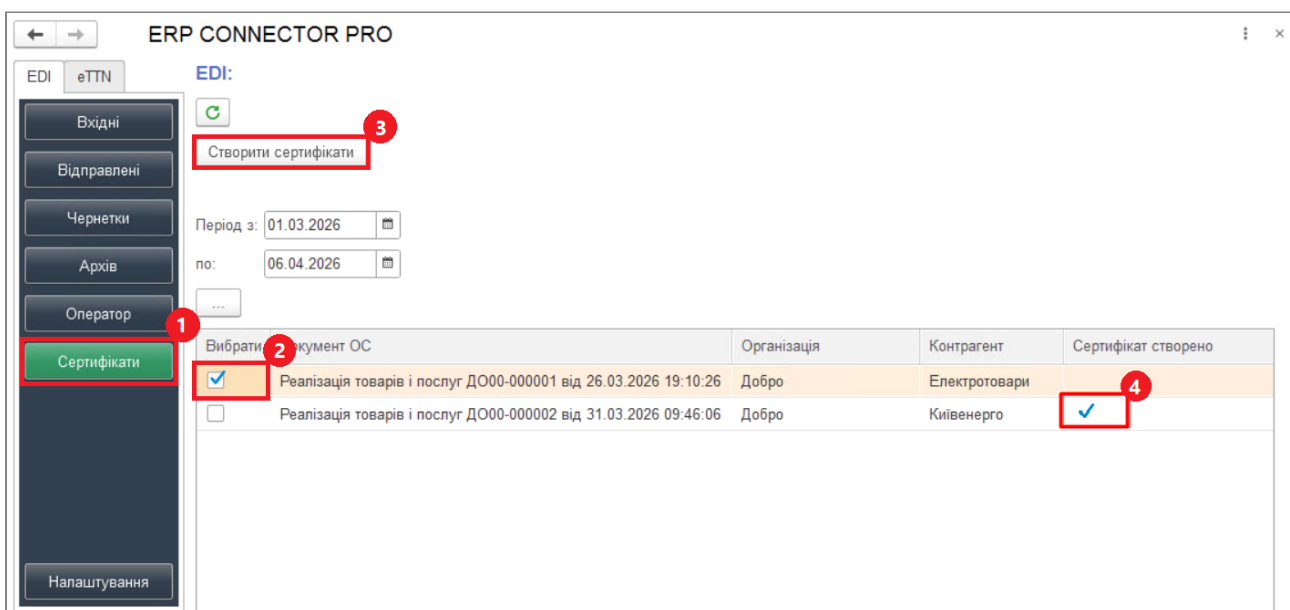 ERP CONNECTOR PRO
EDI
eTTN
EDI:
Вхідні
3
Створити сертифікати
Відправлені
Чернетки
Період з: 01.03.2026
Архів
по: 06.04.2026
Оператор
...
1
Сертифікати
Вибрати 2 Документ ОС Організація Контрагент Сертифікат створено
Реалізація товарів і послуг ДО00-000001 від 26.03.2026 19:10:26 Добро Електротовари
4
Реалізація товарів і послуг ДО00-000002 від 31.03.2026 09:46:06 Добро Київенерго
Налаштування